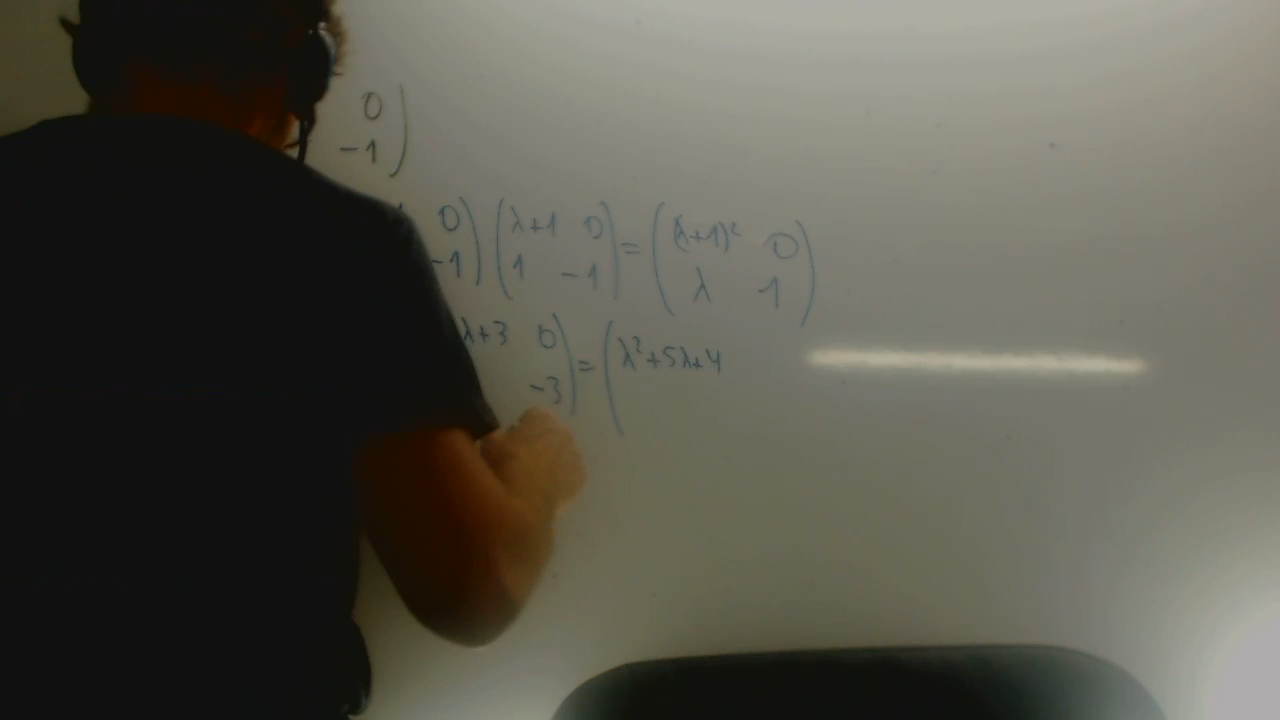 0 )
-1
0 ) ( λ+1 0 ) = ( (λ+1)² 0 )
-1 1 -1 λ 1
λ+3 0 ) = ( λ²+5λ+4
-3